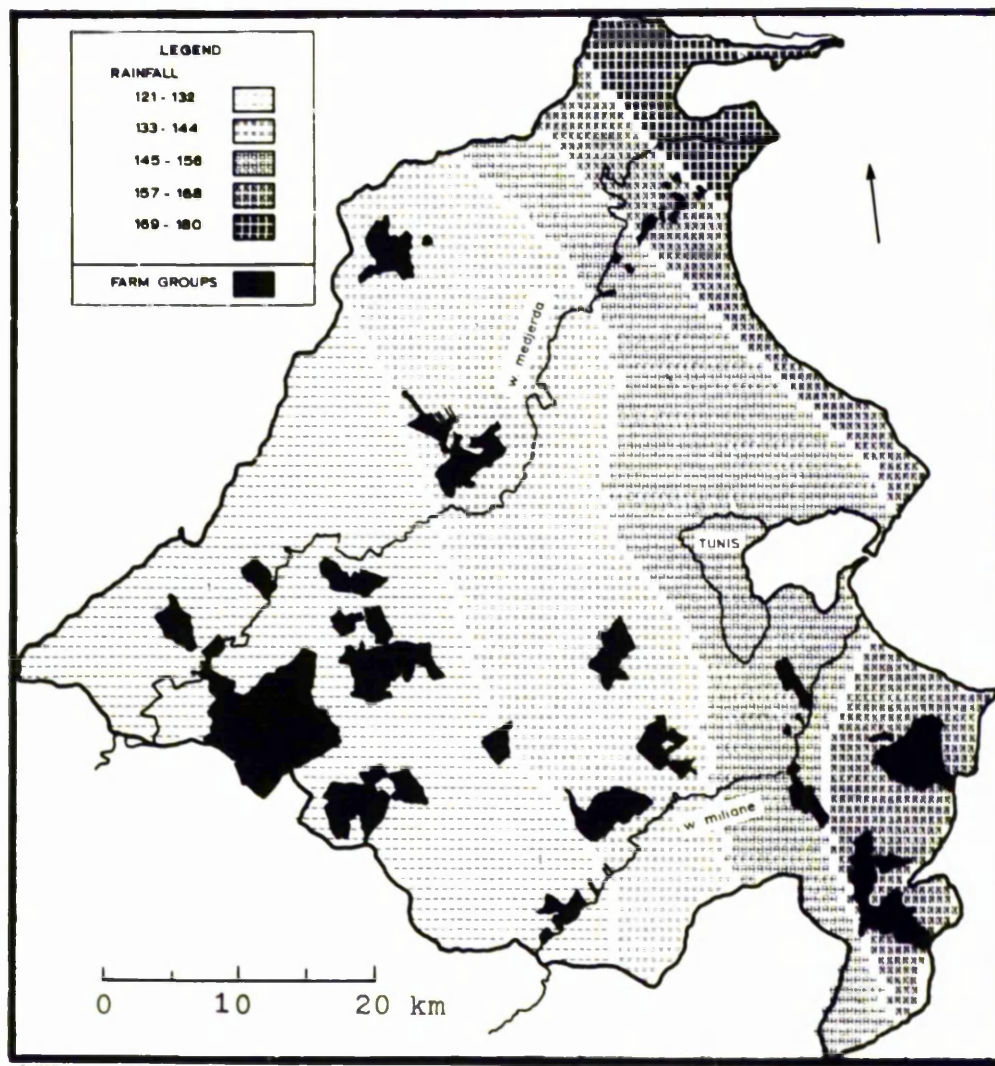 LEGEND
RAINFALL
121 - 132
133 - 144
145 - 156
157 - 168
169 - 180
FARM GROUPS
w medjerda
TUNIS
w miliane
0 10 20 km